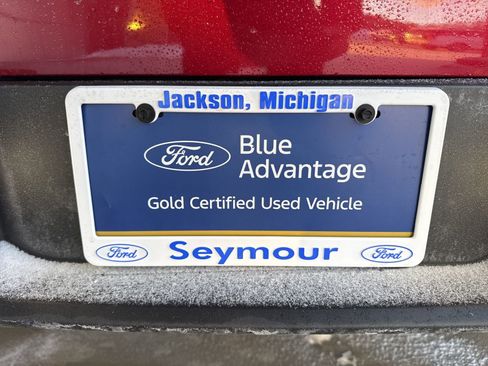 Jackson, Michigan
Ford
Blue
Advantage
Gold Certified Used Vehicle
Ford Seymour Ford